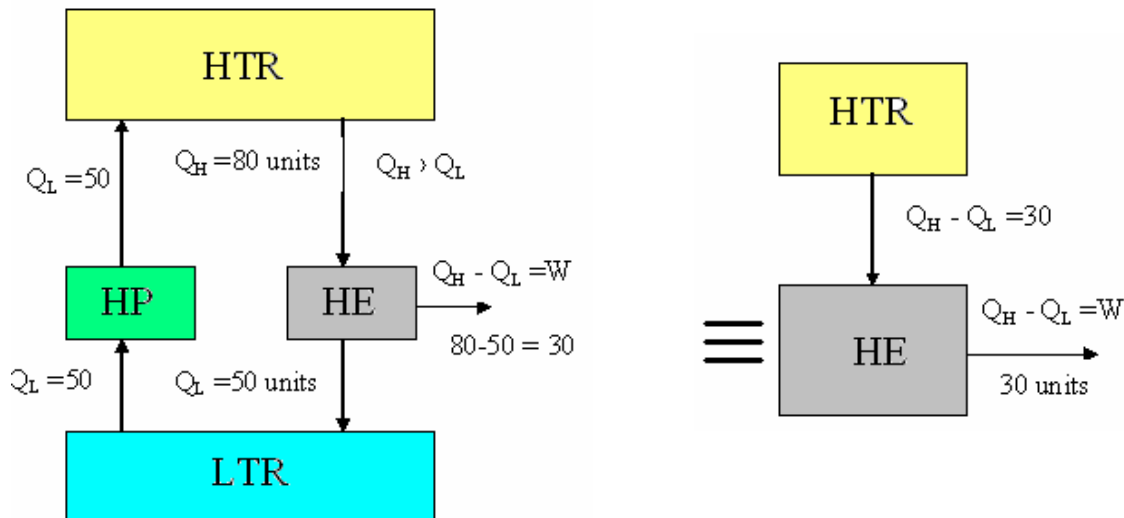 HTR
Q_L =50
Q_H =80 units
Q_H › Q_L
HP
HE
Q_H - Q_L =W
80-50 = 30
Q_L =50
Q_L =50 units
LTR
HTR
Q_H - Q_L =30
HE
Q_H - Q_L =W
30 units